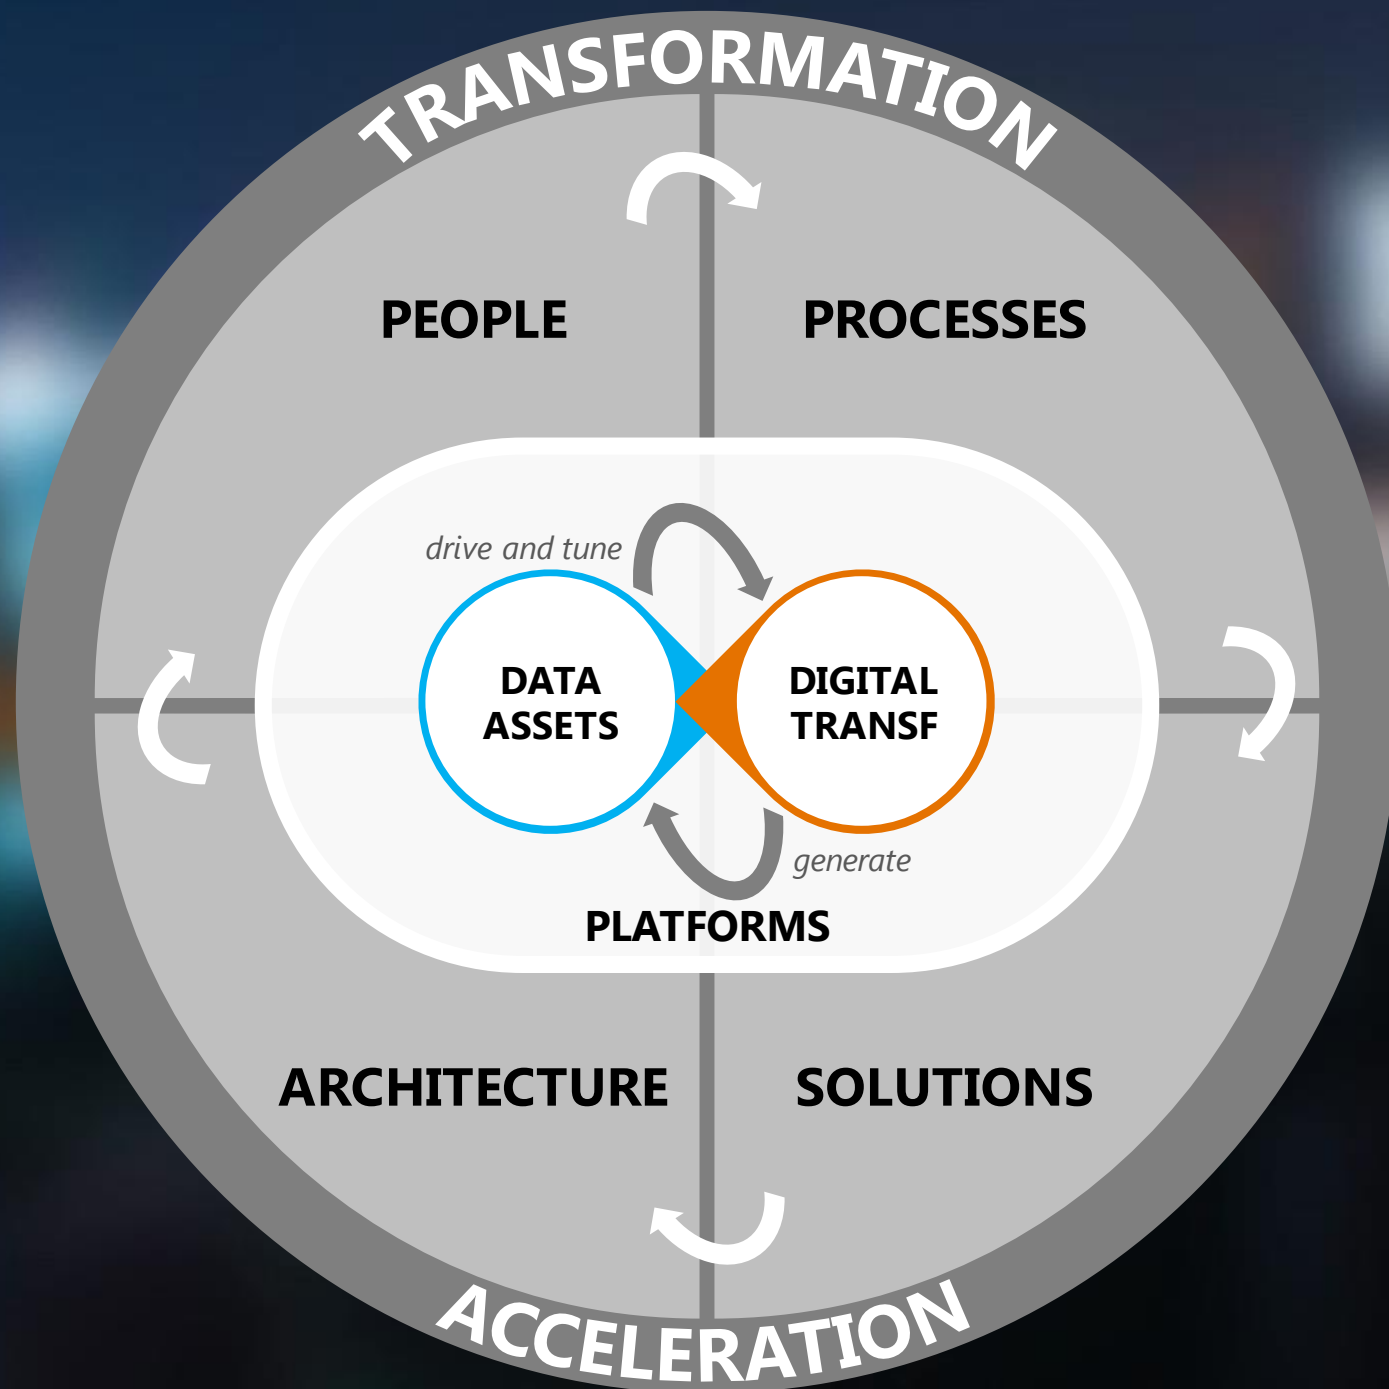 TRANSFORMATION
PEOPLE
PROCESSES
drive and tune
DATA
ASSETS
DIGITAL
TRANSF
generate
PLATFORMS
ARCHITECTURE
SOLUTIONS
ACCELERATION